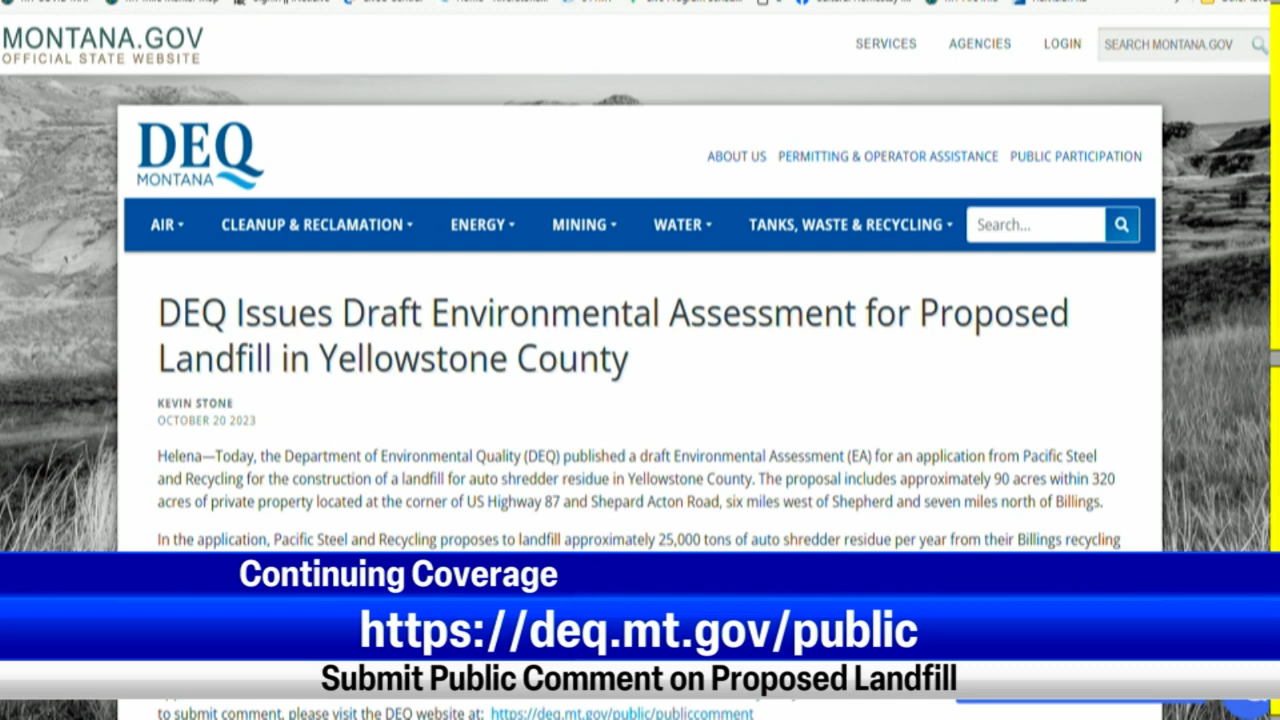 MONTANA.GOV
OFFICIAL STATE WEBSITE
SERVICES AGENCIES LOGIN SEARCH MONTANA.GOV
DEQ
MONTANA
ABOUT US PERMITTING & OPERATOR ASSISTANCE PUBLIC PARTICIPATION
AIR CLEANUP & RECLAMATION ENERGY MINING WATER TANKS, WASTE & RECYCLING Search...
DEQ Issues Draft Environmental Assessment for Proposed
Landfill in Yellowstone County
KEVIN STONE
OCTOBER 20 2023
Helena—Today, the Department of Environmental Quality (DEQ) published a draft Environmental Assessment (EA) for an application from Pacific Steel
and Recycling for the construction of a landfill for auto shredder residue in Yellowstone County. The proposal includes approximately 90 acres within 320
acres of private property located at the corner of US Highway 87 and Shepard Acton Road, six miles west of Shepherd and seven miles north of Billings.
In the application, Pacific Steel and Recycling proposes to landfill approximately 25,000 tons of auto shredder residue per year from their Billings recycling
Continuing Coverage
https://deq.mt.gov/public
Submit Public Comment on Proposed Landfill
to submit comment, please visit the DEQ website at: https://deq.mt.gov/public/publiccomment